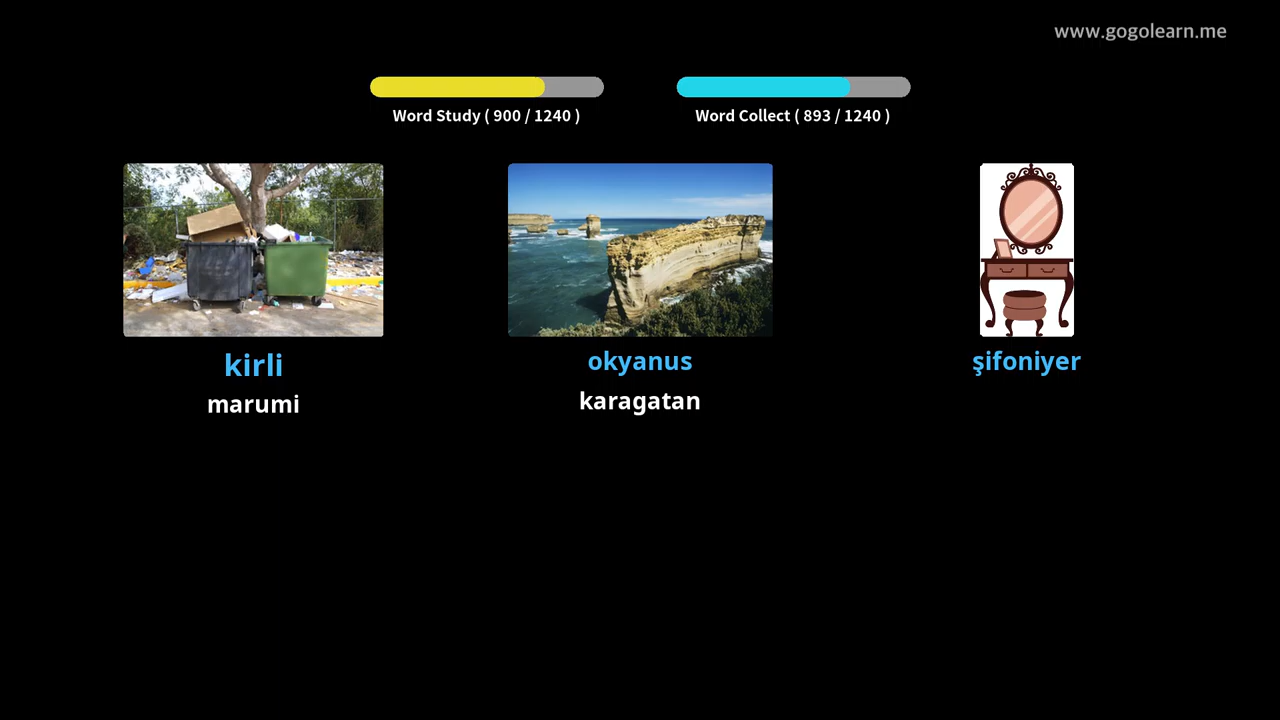 www.gogolearn.me
Word Study ( 900 / 1240 )
Word Collect ( 893 / 1240 )
kirli
marumi
okyanus
karagatan
şifoniyer